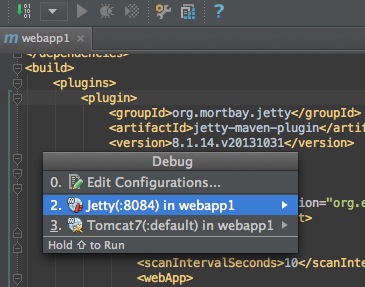 webapp1
</dependencies>
<build>
<plugins>
<plugin>
<groupId>org.mortbay.jetty</groupId>
<artifactId>jetty-maven-plugin</artif
<version>8.1.14.v20131031</version>
Debug
0. Edit Configurations...
2. Jetty(:8084) in webapp1
3. Tomcat7(:default) in webapp1
Hold ⇧ to Run
ion="org.e
t>
<scanIntervalSeconds>10</scanInte
<webApp>